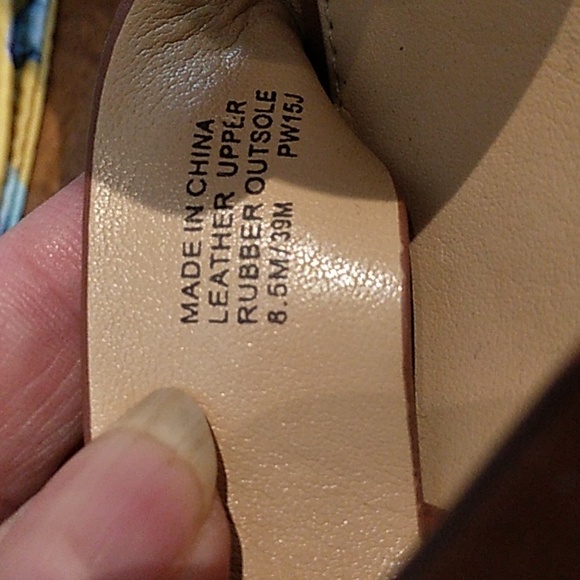 MADE IN CHINA
LEATHER UPPER
RUBBER OUTSOLE
8.5M/39M PW15J